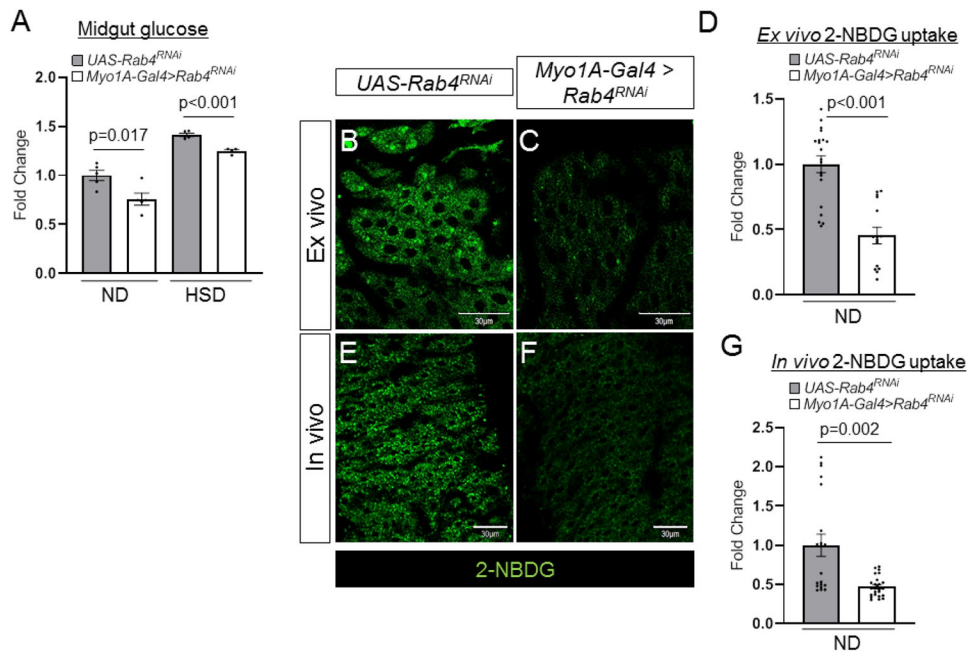 A
Midgut glucose
UAS-Rab4RNAi
Myo1A-Gal4>Rab4RNAi
Fold Change
2.0
1.5
1.0
0.5
0.0
p=0.017
p<0.001
ND
HSD
UAS-Rab4RNAi
Myo1A-Gal4 >
Rab4RNAi
Ex vivo
B
30µm
C
30µm
In vivo
E
30µm
F
30µm
2-NBDG
D
Ex vivo 2-NBDG uptake
UAS-Rab4RNAi
Myo1A-Gal4>Rab4RNAi
p<0.001
Fold Change
1.5
1.0
0.5
0.0
ND
G
In vivo 2-NBDG uptake
UAS-Rab4RNAi
Myo1A-Gal4>Rab4RNAi
p=0.002
Fold Change
2.5
2.0
1.5
1.0
0.5
0.0
ND